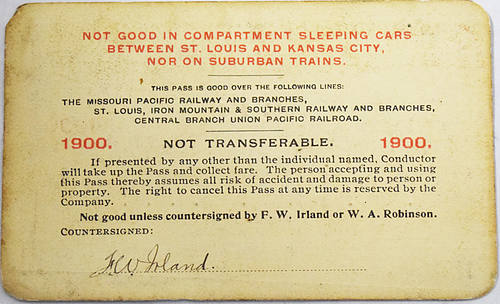 NOT GOOD IN COMPARTMENT SLEEPING CARS
BETWEEN ST. LOUIS AND KANSAS CITY,
NOR ON SUBURBAN TRAINS.
THIS PASS IS GOOD OVER THE FOLLOWING LINES:
THE MISSOURI PACIFIC RAILWAY AND BRANCHES,
ST. LOUIS, IRON MOUNTAIN & SOUTHERN RAILWAY AND BRANCHES,
CENTRAL BRANCH UNION PACIFIC RAILROAD.
1900. NOT TRANSFERABLE. 1900.
If presented by any other than the individual named, Conductor
will take up the Pass and collect fare. The person accepting and using
this Pass thereby assumes all risk of accident and damage to person or
property. The right to cancel this Pass at any time is reserved by the
Company.
Not good unless countersigned by F. W. Irland or W. A. Robinson.
COUNTERSIGNED:
F. W. Irland.